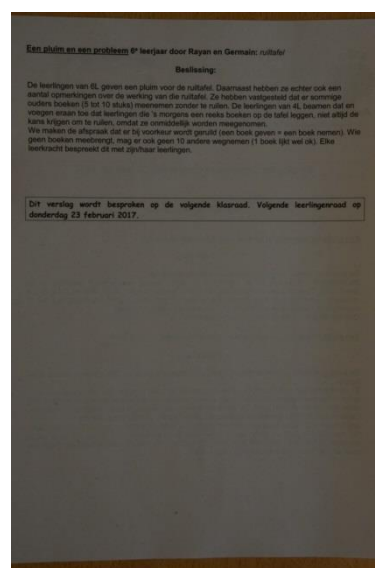 Een pluim en een probleem 6e leerjaar door Rayan en Germain: ruiltafel
Beslissing:
De leerlingen van 6L geven een pluim voor de ruiltafel. Daarnaast hebben ze echter ook een
aantal opmerkingen over de werking van die ruiltafel. Ze hebben vastgesteld dat er sommige
ouders boeken (5 tot 10 stuks) meenemen zonder te ruilen. De leerlingen van 4L beamen dat en
voegen eraan toe dat leerlingen die 's morgens een reeks boeken op de tafel leggen, niet altijd de
kans krijgen om te ruilen, omdat ze onmiddellijk worden meegenomen.
We maken de afspraak dat er bij voorkeur wordt geruild (een boek geven = een boek nemen). Wie
geen boeken meebrengt, mag er ook geen 10 andere wegnemen (1 boek lijkt wel ok). Elke
leerkracht bespreekt dit met zijn/haar leerlingen.
Dit verslag wordt besproken op de volgende klasraad. Volgende leerlingenraad op
donderdag 23 februari 2017.